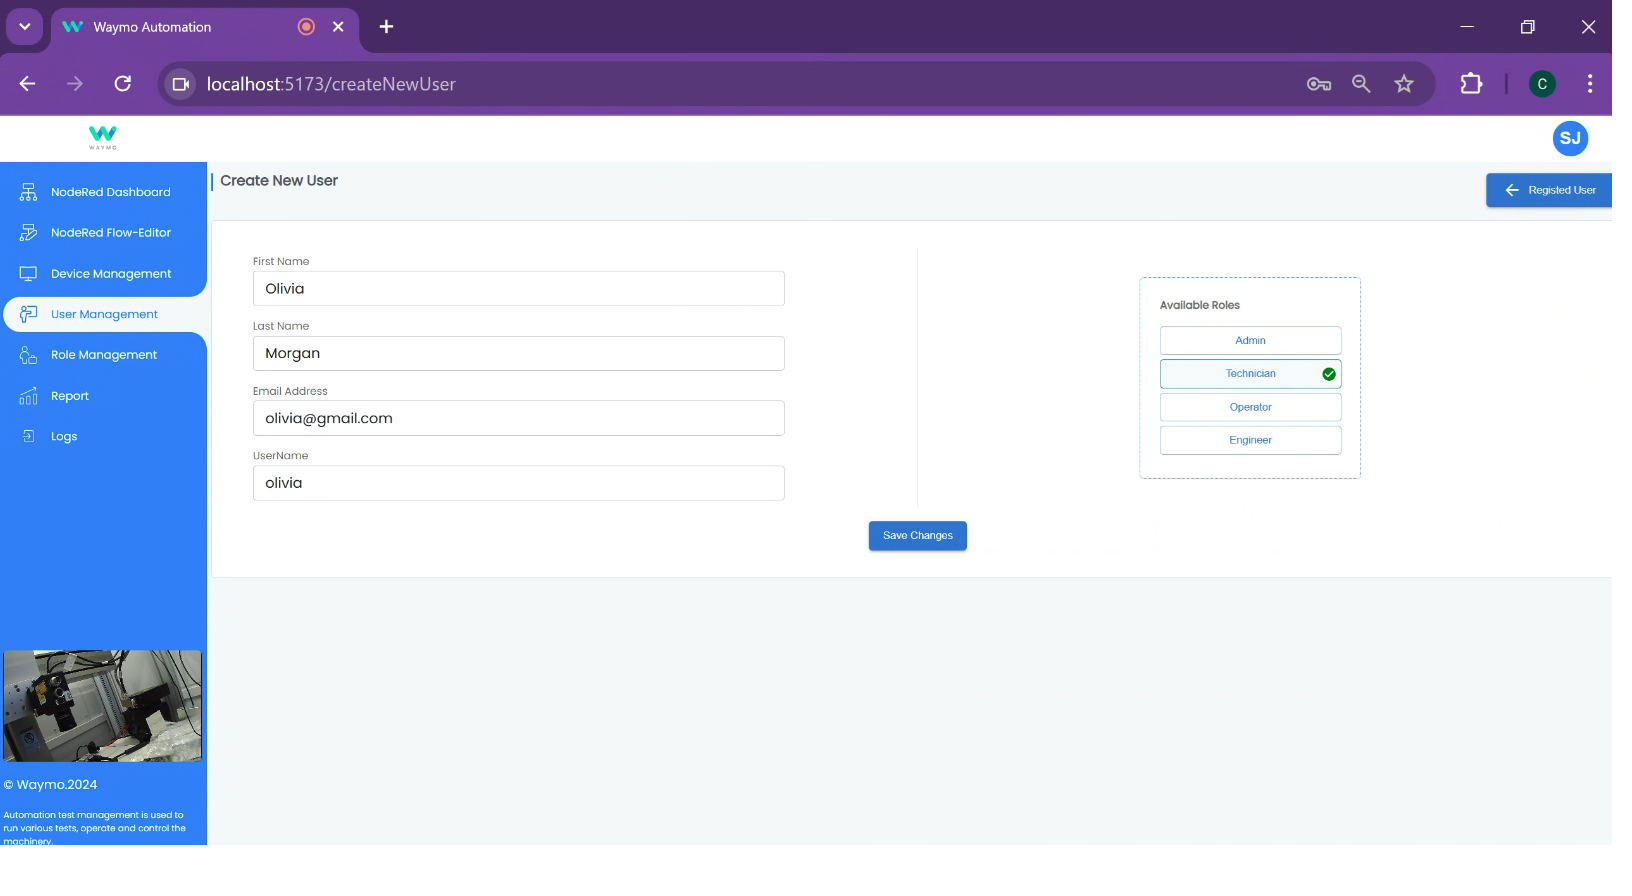 Waymo Automation
localhost:5173/createNewUser
C
WAYMO
SJ
NodeRed Dashboard
NodeRed Flow-Editor
Device Management
User Management
Role Management
Report
Logs
© Waymo.2024
Automation test management is used to
run various tests, operate and control the
machinery.
Create New User
Registed User
First Name
Olivia
Last Name
Morgan
Email Address
olivia@gmail.com
UserName
olivia
Available Roles
Admin
Technician
Operator
Engineer
Save Changes